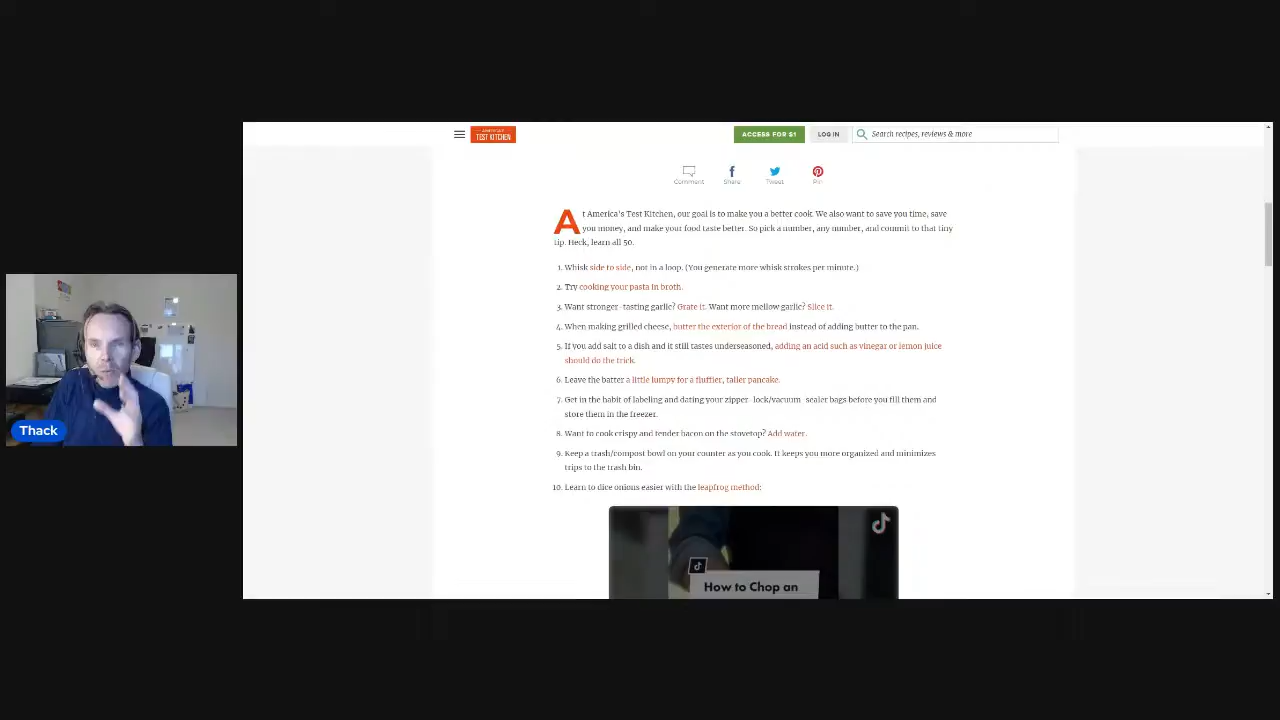 AMERICA'S
TEST KITCHEN
ACCESS FOR $1
LOG IN
Search recipes, reviews & more
Comment
Share
Tweet
Pin
At America's Test Kitchen, our goal is to make you a better cook. We also want to save you time, save
you money, and make your food taste better. So pick a number, any number, and commit to that tiny
tip. Heck, learn all 50.
1. Whisk side to side, not in a loop. (You generate more whisk strokes per minute.)
2. Try cooking your pasta in broth.
3. Want stronger-tasting garlic? Grate it. Want more mellow garlic? Slice it.
4. When making grilled cheese, butter the exterior of the bread instead of adding butter to the pan.
5. If you add salt to a dish and it still tastes underseasoned, adding an acid such as vinegar or lemon juice
should do the trick.
6. Leave the batter a little lumpy for a fluffier, taller pancake.
7. Get in the habit of labeling and dating your zipper-lock/vacuum-sealer bags before you fill them and
store them in the freezer.
8. Want to cook crispy and tender bacon on the stovetop? Add water.
9. Keep a trash/compost bowl on your counter as you cook. It keeps you more organized and minimizes
trips to the trash bin.
10. Learn to dice onions easier with the leapfrog method:
How to Chop an
Thack